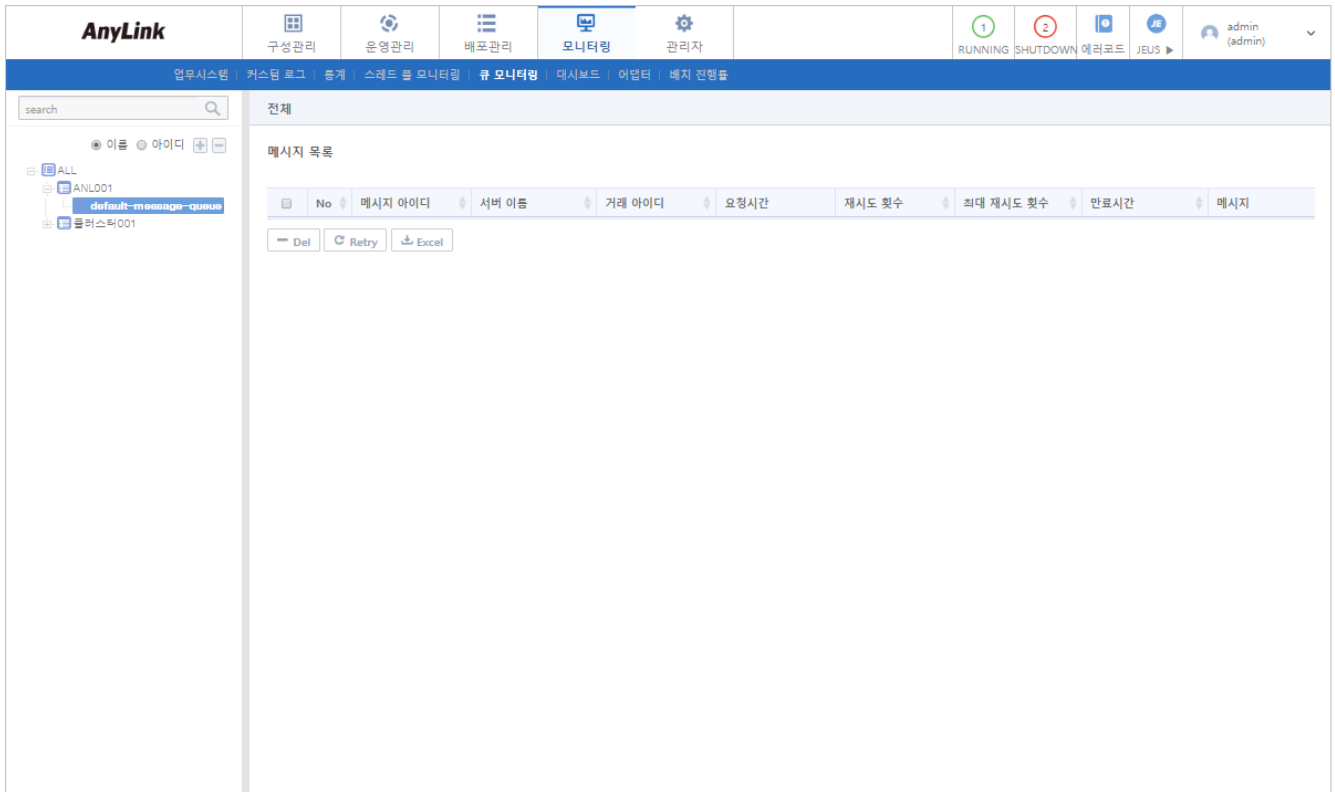 AnyLink
구성관리
운영관리
배포관리
모니터링
관리자
1
RUNNING
2
SHUTDOWN
에러코드
JE
JEUS ▶
admin
(admin)
업무시스템 | 커스텀 로그 | 통계 | 스레드 풀 모니터링 | 큐 모니터링 | 대시보드 | 어댑터 | 배치 진행률
search
이름 아이디
ALL
ANL001
default-message-queue
클러스터001
전체
메시지 목록
No 메시지 아이디 서버 이름 거래 아이디 요청시간 재시도 횟수 최대 재시도 횟수 만료시간 메시지
Del Retry Excel